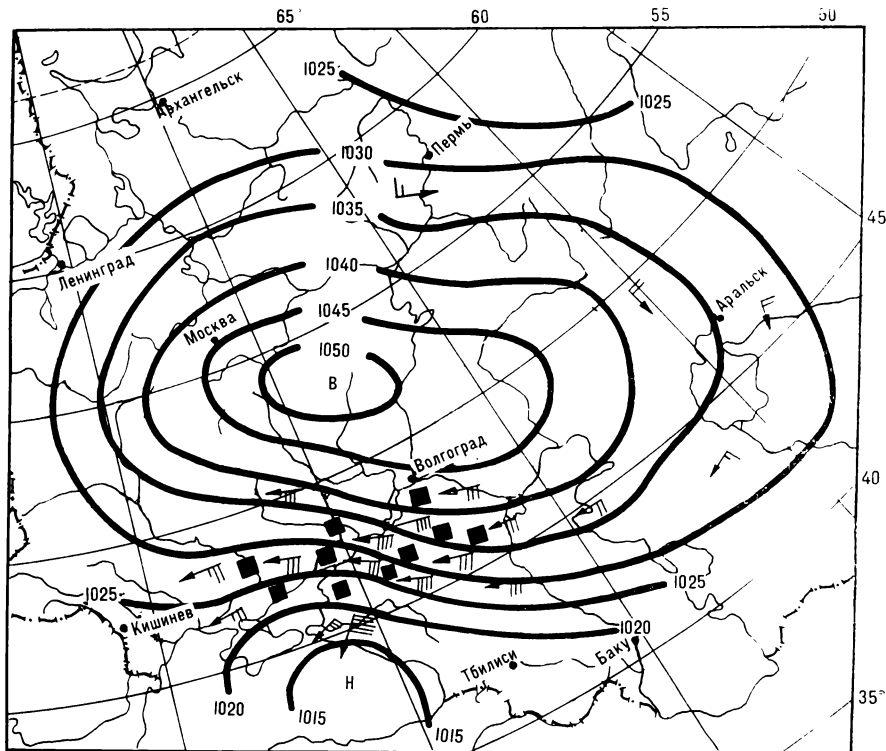 65°
60
55
50
1025
1025
Архангельск
Пермь
1030
45
1035
Ленинград
1040
Аральск
Москва
1045
1050
В
Волгоград
40
1025
1025
Кишинев
1020
Баку
Тбилиси
Н
1020
1015
1015
35°